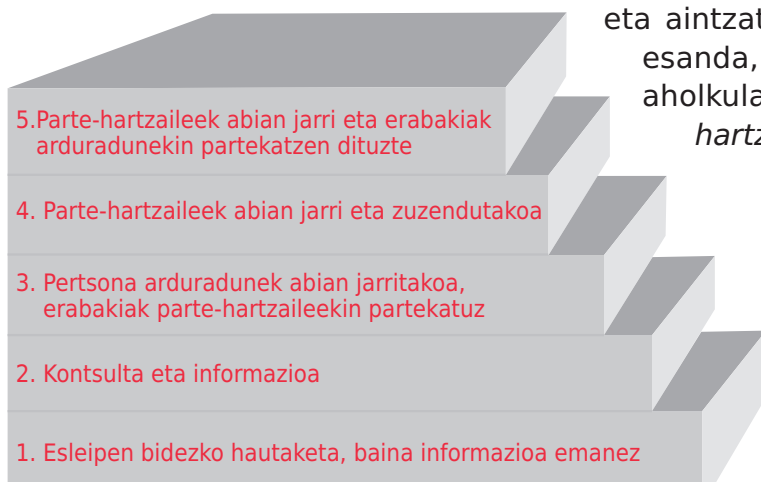 eta aintzat
esanda,
aholkula
hartz
5.Parte-hartzaileek abian jarri eta erabakiak
arduradunekin partekatzen dituzte
4. Parte-hartzaileek abian jarri eta zuzendutakoa
3. Pertsona arduradunek abian jarritakoa,
erabakiak parte-hartzaileekin partekatuz
2. Kontsulta eta informazioa
1. Esleipen bidezko hautaketa, baina informazioa emanez